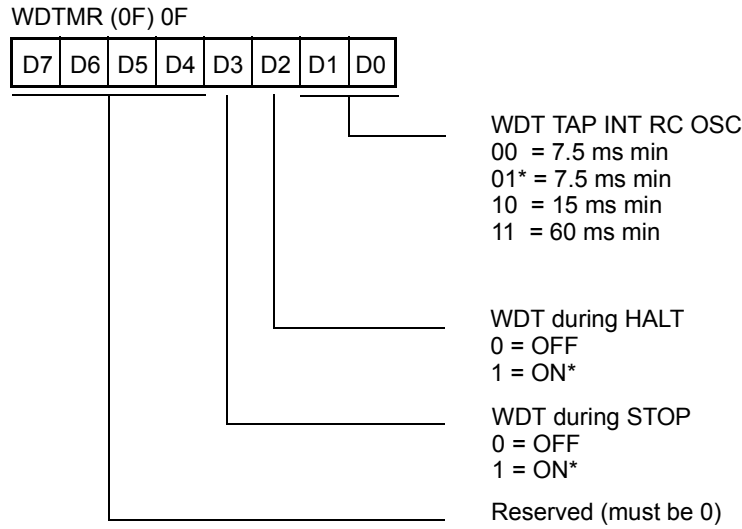 WDTMR (0F) 0F
D7 D6 D5 D4 D3 D2 D1 D0
WDT TAP INT RC OSC
00 = 7.5 ms min
01* = 7.5 ms min
10 = 15 ms min
11 = 60 ms min
WDT during HALT
0 = OFF
1 = ON*
WDT during STOP
0 = OFF
1 = ON*
Reserved (must be 0)